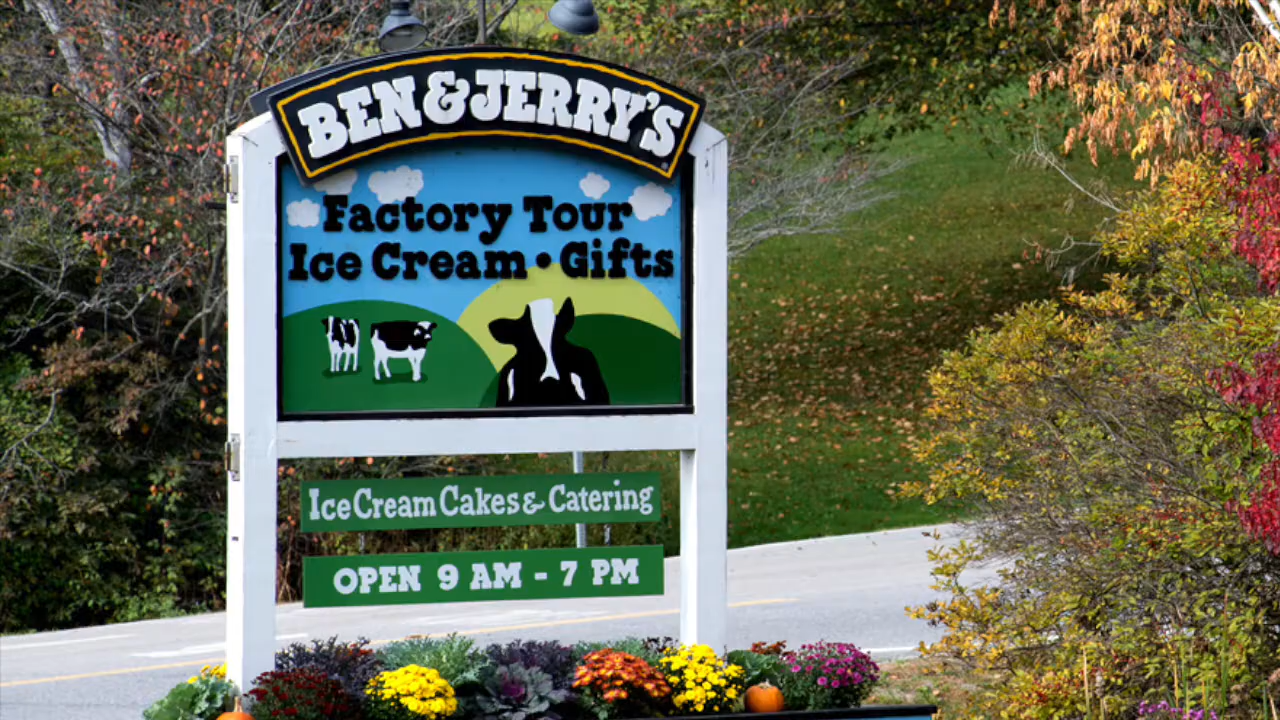 BEN & JERRY'S
Factory Tour
Ice Cream • Gifts
Ice Cream Cakes & Catering
OPEN 9 AM - 7 PM